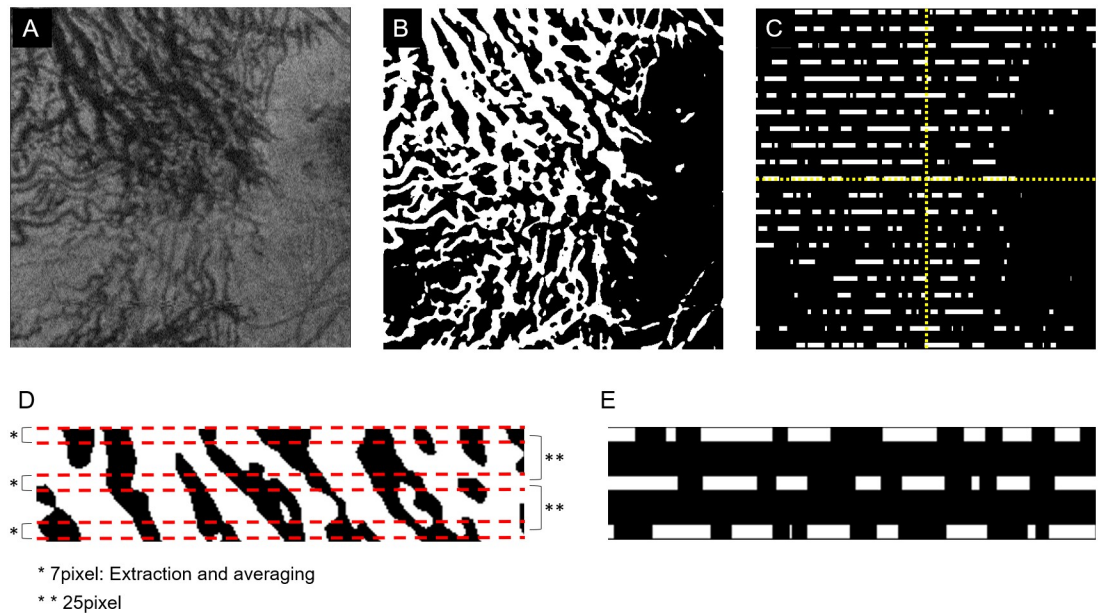 A
B
C
D
E
*
**
*
**
*
* 7pixel: Extraction and averaging
* * 25pixel